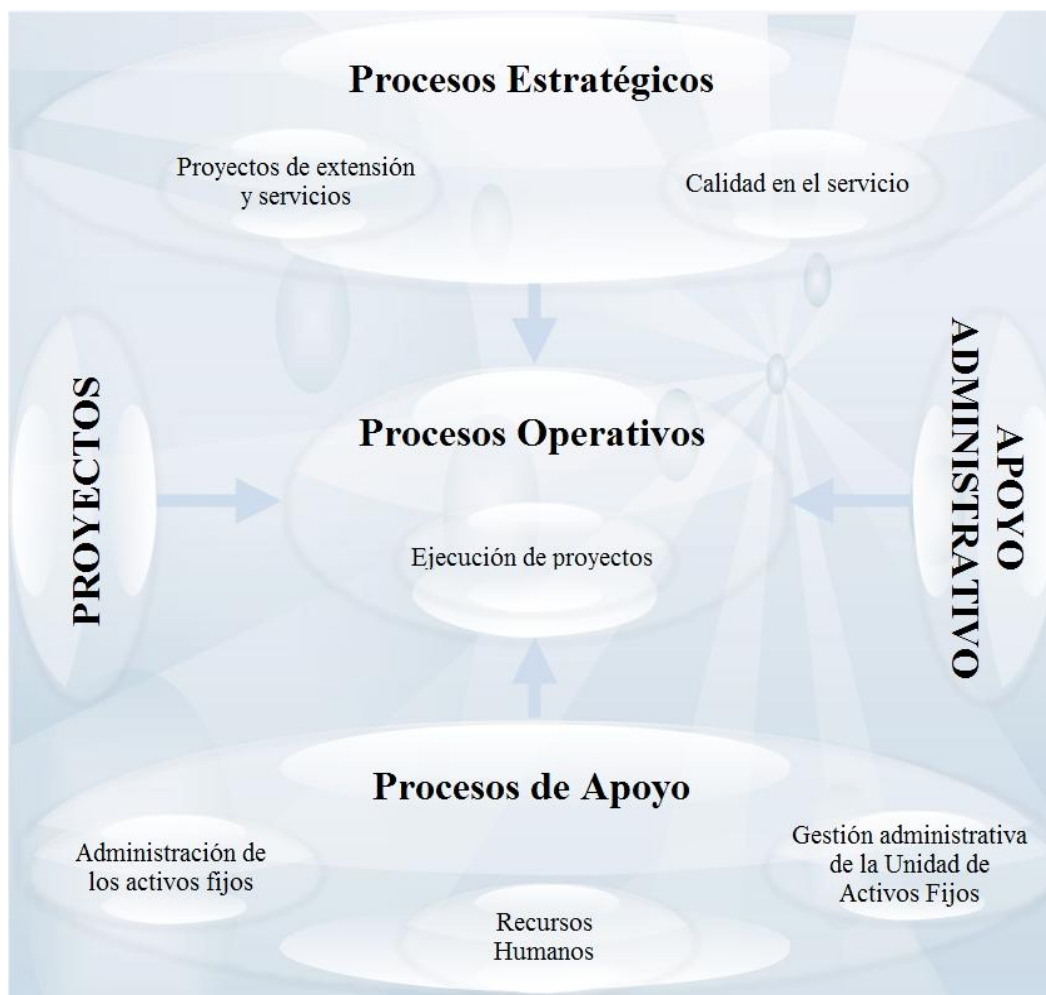 Procesos Estratégicos
Proyectos de extensión
y servicios
Calidad en el servicio
PROYECTOS
Procesos Operativos
Ejecución de proyectos
APOYO
ADMINISTRATIVO
Procesos de Apoyo
Administración de
los activos fijos
Recursos
Humanos
Gestión administrativa
de la Unidad de
Activos Fijos